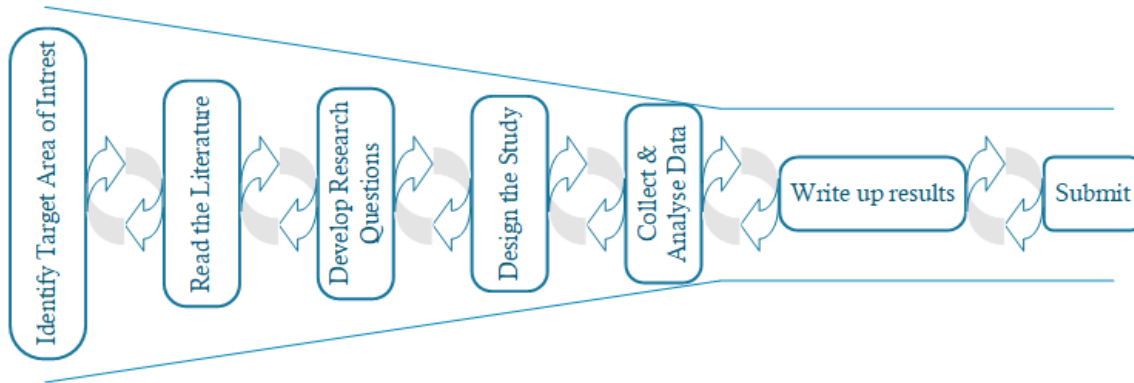 Identify Target Area of Intrest
Read the Literature
Develop Research
Questions
Design the Study
Collect &
Analyse Data
Write up results
Submit